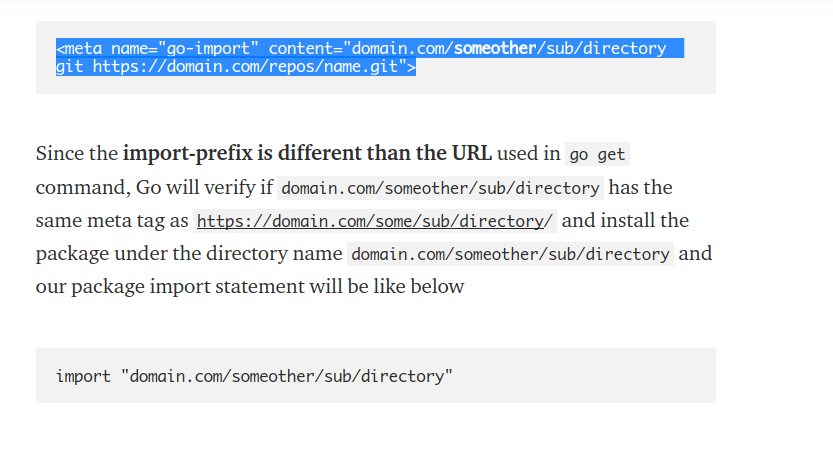 <meta name="go-import" content="domain.com/someother/sub/directory
git https://domain.com/repos/name.git">
Since the import-prefix is different than the URL used in go get
command, Go will verify if domain.com/someother/sub/directory has the
same meta tag as https://domain.com/some/sub/directory/ and install the
package under the directory name domain.com/someother/sub/directory and
our package import statement will be like below
import "domain.com/someother/sub/directory"